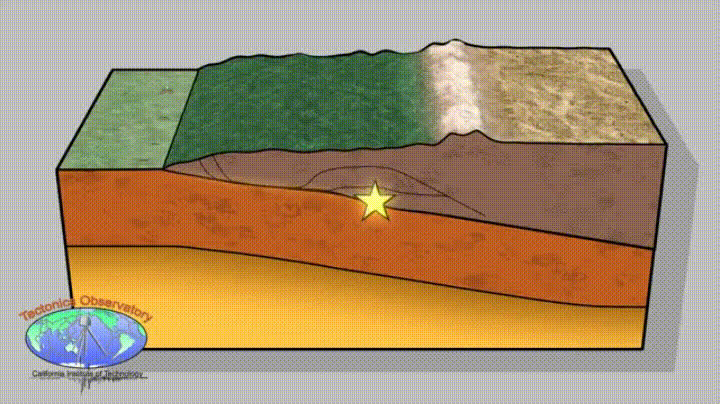 Tectonics Observatory
California Institute of Technology